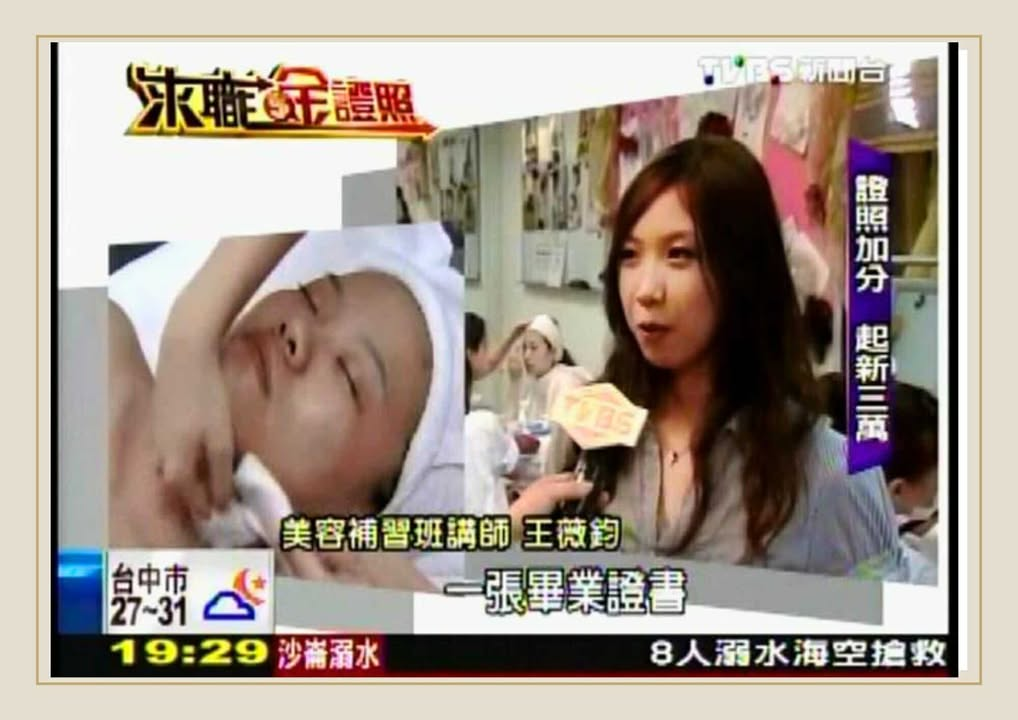 求職金證照
TVBS新聞台
證照加分 起薪三萬
TVBS
美容補習班講師 王薇鈞
一張畢業證書
台中市
27~31
19:29
沙崙溺水
8人溺水海空搶救